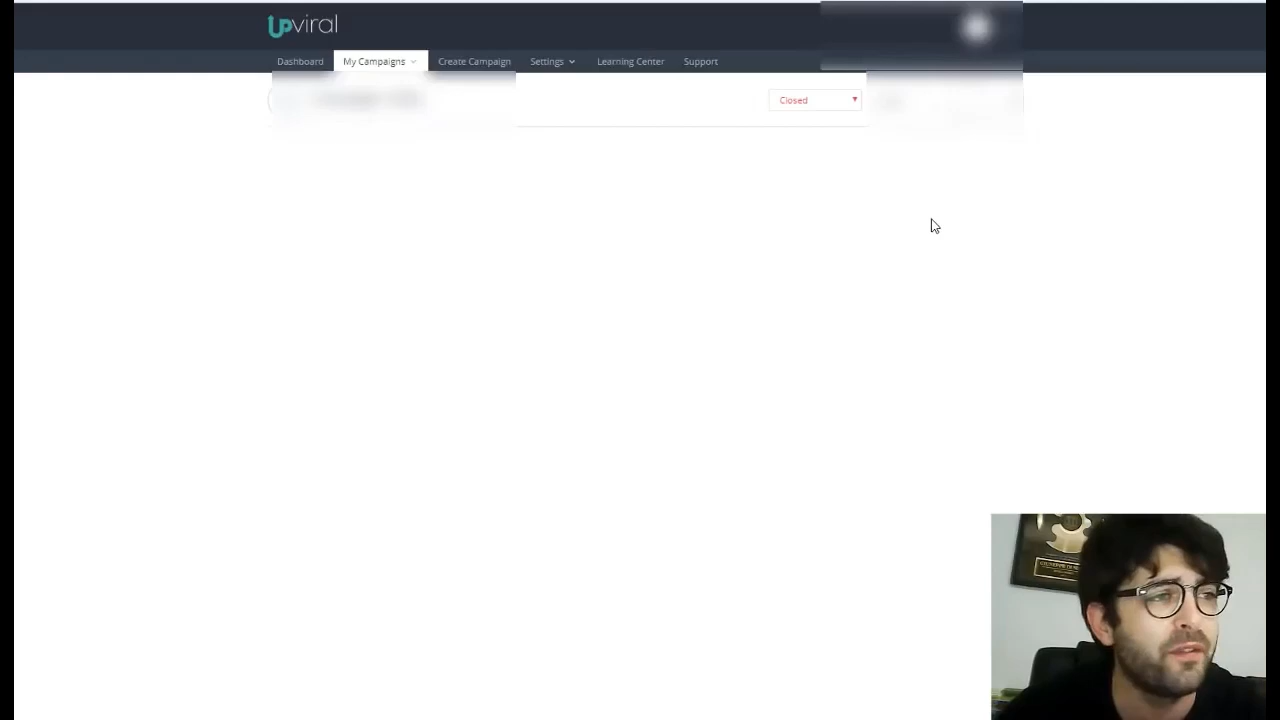 Upviral
Dashboard
My Campaigns
Create Campaign
Settings
Learning Center
Support
Closed